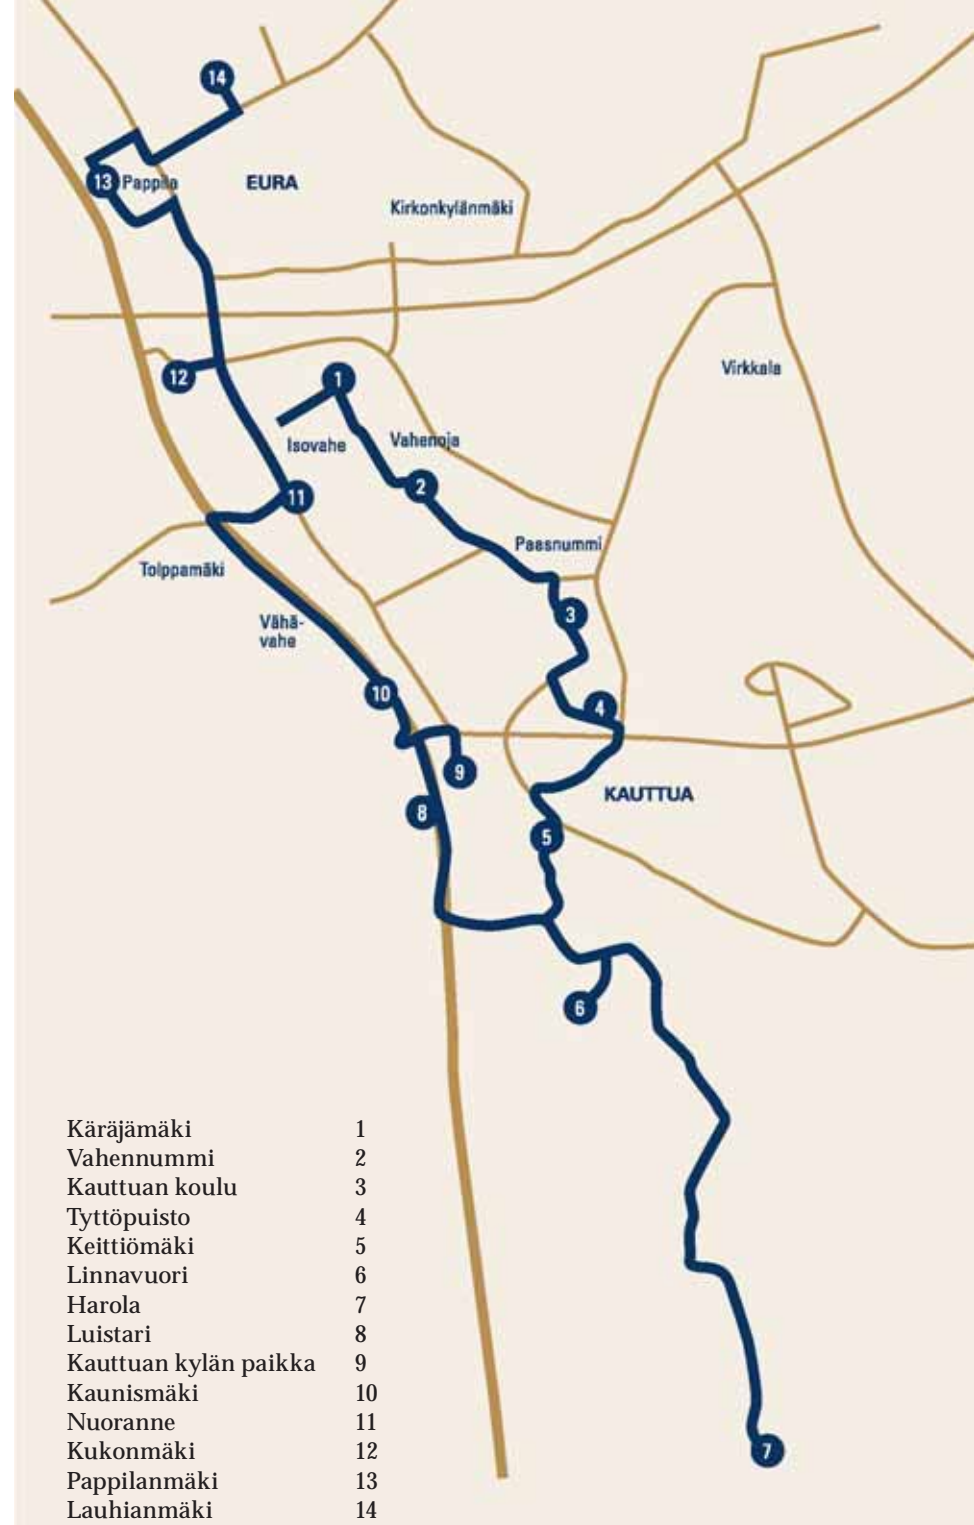 14
13 Pappila
EURA
Kirkonkylänmäki
12
1
Virkkala
Isovahe
Vahenoja
2
11
Paasnummi
Tolppamäki
3
Vähä-
vahe
10
4
9
KAUTTUA
8
5
6
7
Käräjämäki 1
Vahennummi 2
Kauttuan koulu 3
Tyttöpuisto 4
Keittiömäki 5
Linnavuori 6
Harola 7
Luistari 8
Kauttuan kylän paikka 9
Kaunismäki 10
Nuoranne 11
Kukonmäki 12
Pappilanmäki 13
Lauhianmäki 14